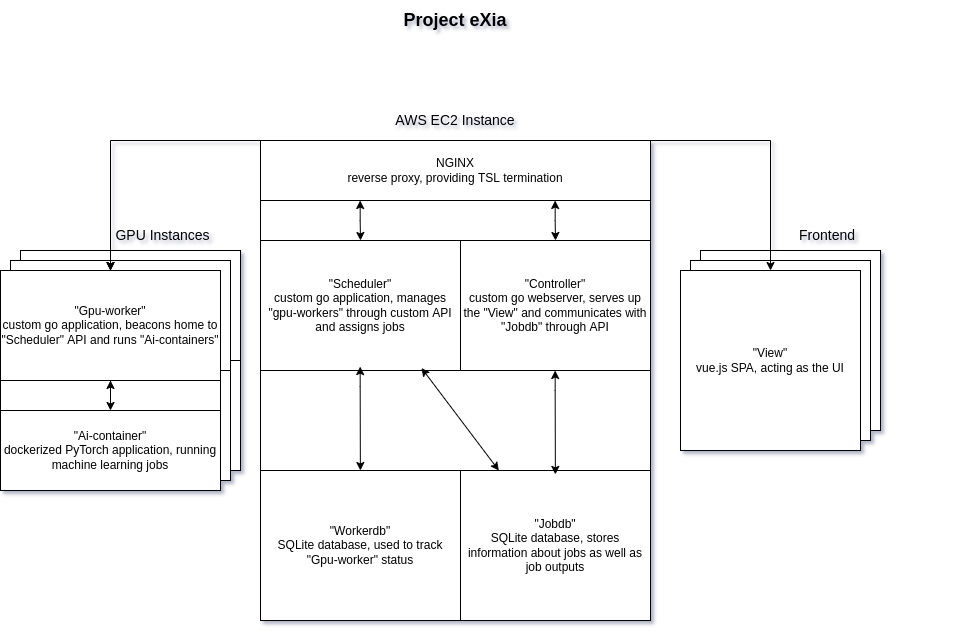 Project eXia
AWS EC2 Instance
NGINX
reverse proxy, providing TSL termination
GPU Instances
Frontend
"Gpu-worker"
custom go application, beacons home to
"Scheduler" API and runs "Ai-containers"
"Ai-container"
dockerized PyTorch application, running
machine learning jobs
"Scheduler"
custom go application, manages
"gpu-workers" through custom API
and assigns jobs
"Controller"
custom go webserver, serves up
the "View" and communicates with
"Jobdb" through API
"View"
vue.js SPA, acting as the UI
"Workerdb"
SQLite database, used to track
"Gpu-worker" status
"Jobdb"
SQLite database, stores
information about jobs as well as
job outputs